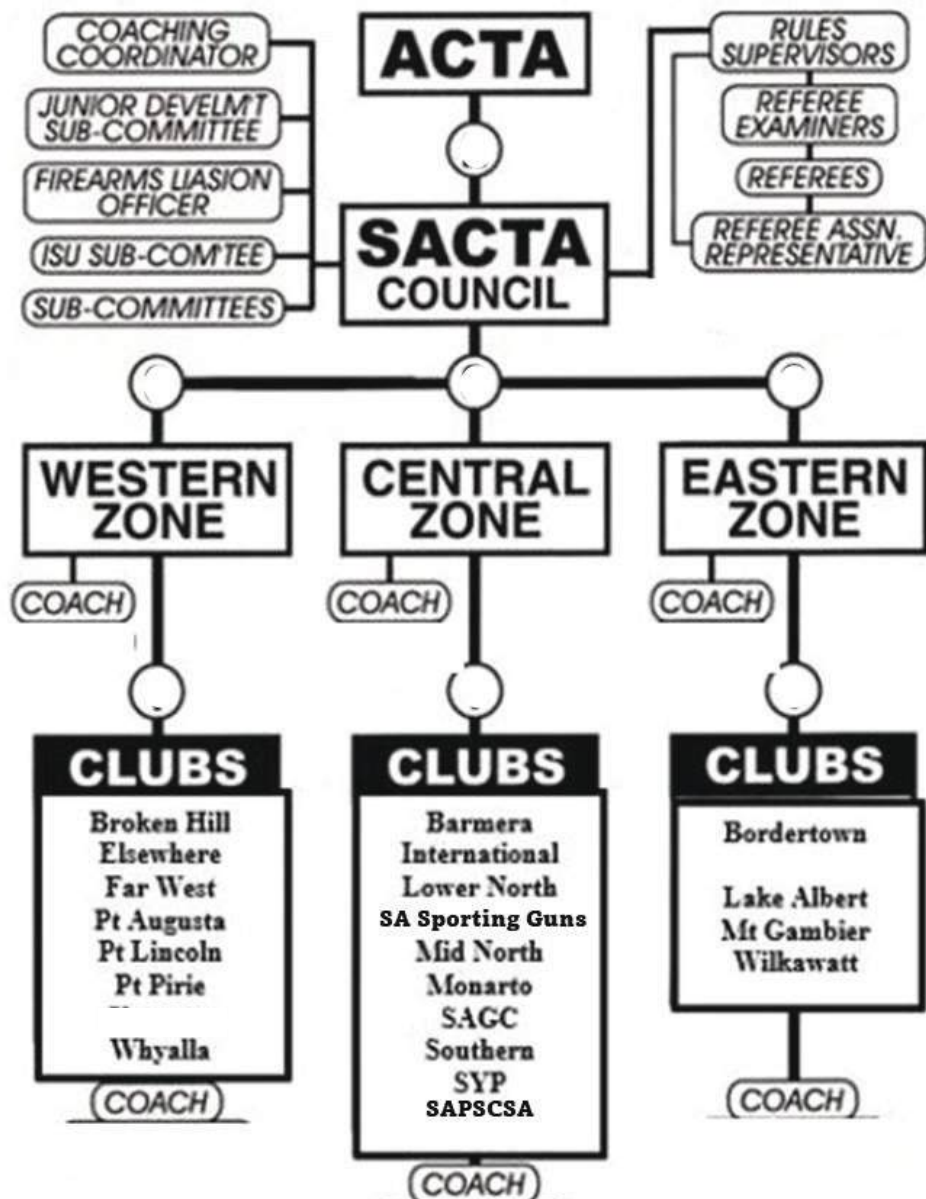 COACHING
COORDINATOR
JUNIOR DEVELM'T
SUB-COMMITTEE
FIREARMS LIASION
OFFICER
ISU SUB-COM'TEE
SUB-COMMITTEES
ACTA
SACTA
COUNCIL
RULES
SUPERVISORS
REFEREE
EXAMINERS
REFEREES
REFEREE ASSN.
REPRESENTATIVE
WESTERN
ZONE
COACH
CENTRAL
ZONE
COACH
EASTERN
ZONE
COACH
CLUBS
Broken Hill
Elsewhere
Far West
Pt Augusta
Pt Lincoln
Pt Pirie
Whyalla
COACH
CLUBS
Barmera
International
Lower North
SA Sporting Guns
Mid North
Monarto
SAGC
Southern
SYP
SAPSCSA
COACH
CLUBS
Bordertown
Lake Albert
Mt Gambier
Wilkawatt
COACH